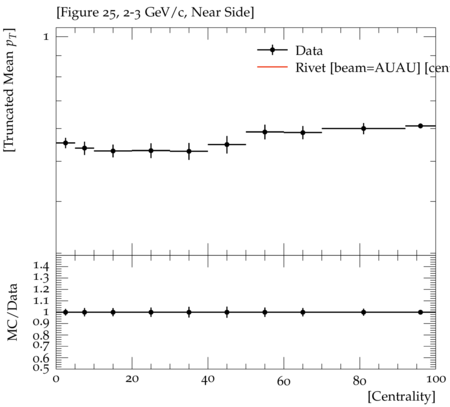 [Figure 25, 2-3 GeV/c, Near Side]
[Truncated Mean pT]
1
Data
Rivet [beam=AUAU] [cen
MC/Data
1.4
1.3
1.2
1.1
1
0.9
0.8
0.7
0.6
0.5
0 20 40 60 80 100
[Centrality]